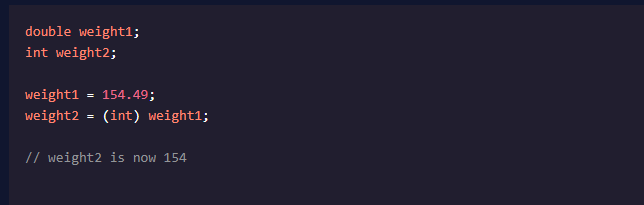 double weight1;
int weight2;
weight1 = 154.49;
weight2 = (int) weight1;
// weight2 is now 154